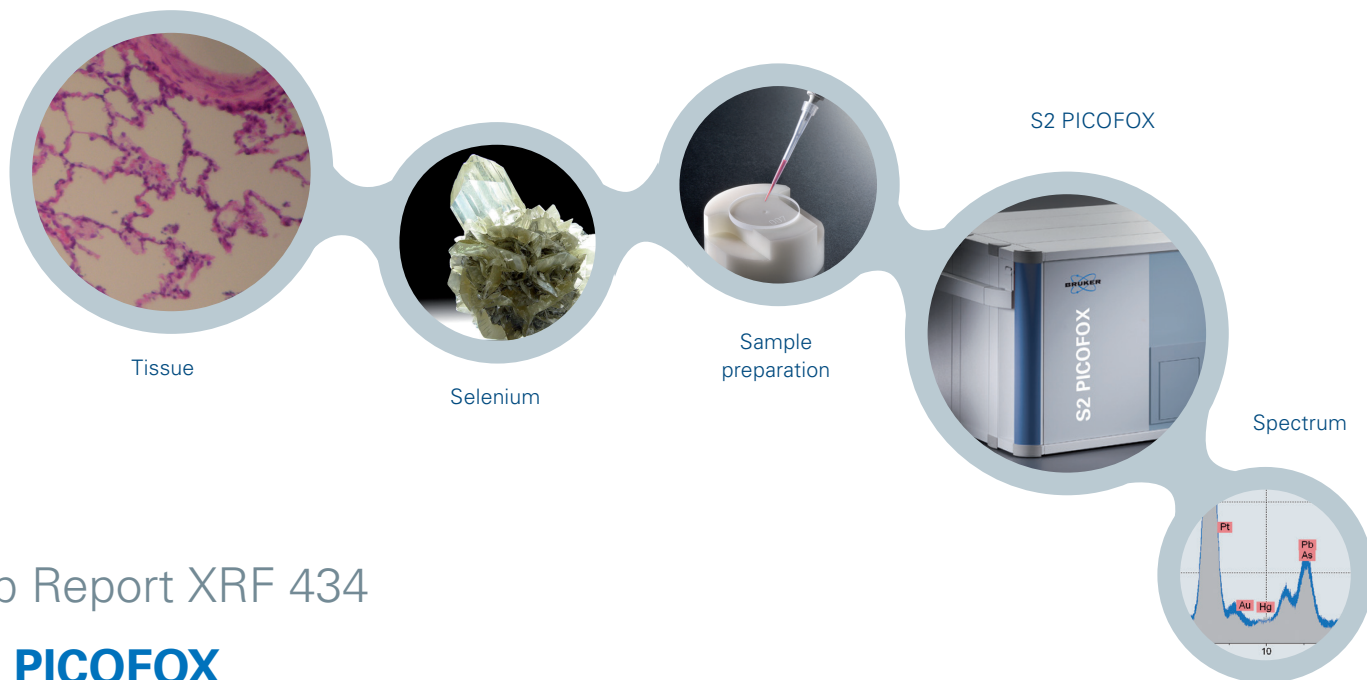 S2 PICOFOX
BRUKER
S2 PICOFOX
Tissue
Selenium
Sample
preparation
Spectrum
Pt
Pb
As
Au Hg
10
Report XRF 434
PICOFOX